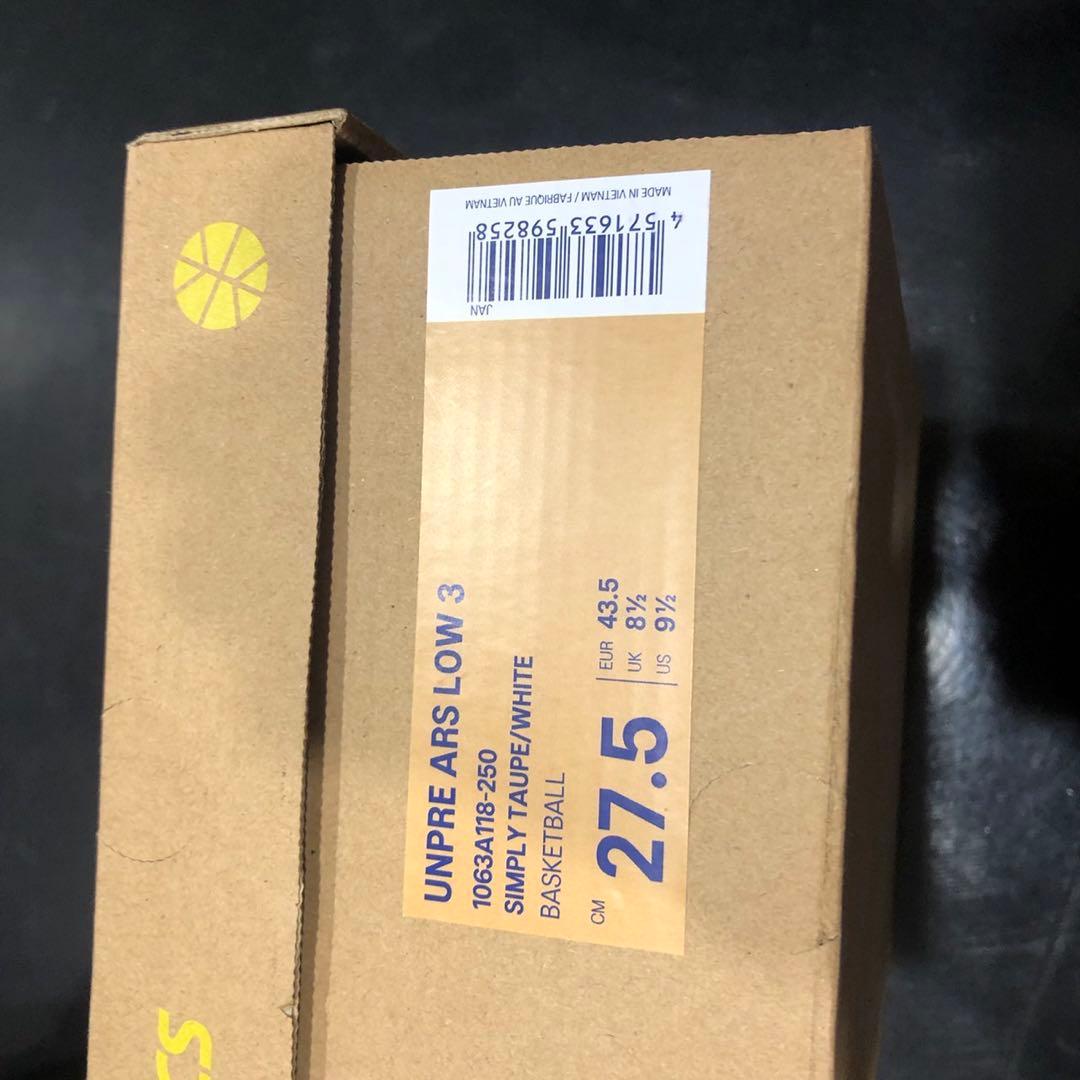 UNPRE ARS LOW 3
1063A118-250
SIMPLY TAUPE/WHITE
BASKETBALL
CM 27.5
EUR 43.5
UK 8½
US 9½
JAN
4 571633 598258
MADE IN VIETNAM / FABRIQUE AU VIETNAM
CS